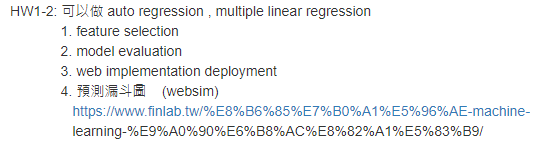 HW1-2: 可以做 auto regression , multiple linear regression
1. feature selection
2. model evaluation
3. web implementation deployment
4. 預測漏斗圖 (websim)
https://www.finlab.tw/%E8%B6%85%E7%B0%A1%E5%96%AE-machine-
learning-%E9%A0%90%E6%B8%AC%E8%82%A1%E5%83%B9/